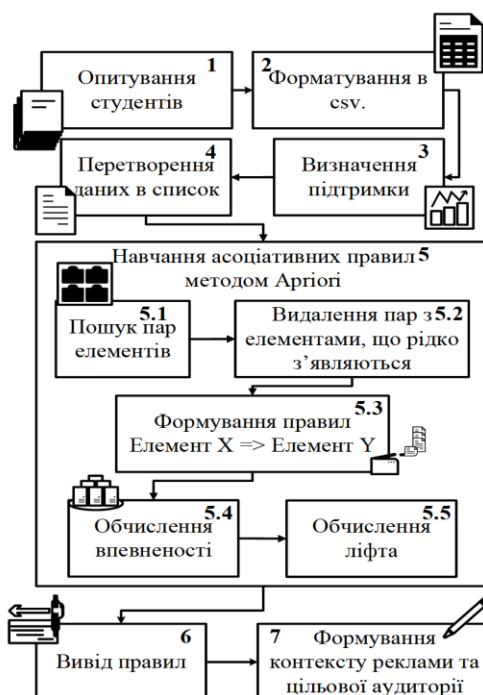 1
Опитування
студентів
2
Форматування в
csv.
3
Визначення
підтримки
4
Перетворення
даних в список
Навчання асоціативних правил 5
методом Apriori
5.1
Пошук пар
елементів
Видалення пар з 5.2
елементами, що рідко
з’являються
5.3
Формування правил
Елемент X => Елемент Y
5.4
Обчислення
впевненості
5.5
Обчислення
ліфта
6
Вивід правил
7 Формування
контексту реклами та
цільової аудиторії